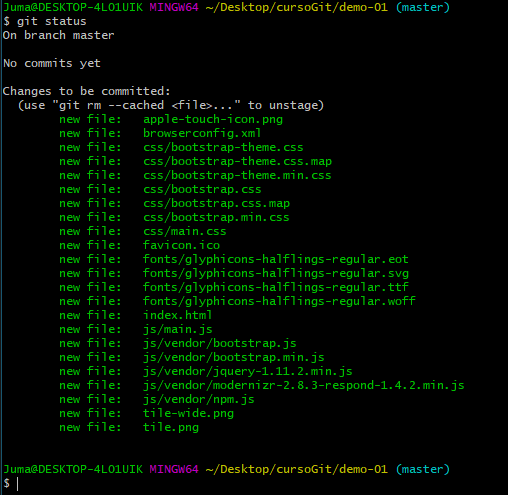 Juma@DESKTOP-4LO1UIK MINGW64 ~/Desktop/cursoGit/demo-01 (master)
$ git status
On branch master
No commits yet
Changes to be committed:
(use "git rm --cached <file>..." to unstage)
new file: apple-touch-icon.png
new file: browserconfig.xml
new file: css/bootstrap-theme.css
new file: css/bootstrap-theme.css.map
new file: css/bootstrap-theme.min.css
new file: css/bootstrap.css
new file: css/bootstrap.css.map
new file: css/bootstrap.min.css
new file: css/main.css
new file: favicon.ico
new file: fonts/glyphicons-halflings-regular.eot
new file: fonts/glyphicons-halflings-regular.svg
new file: fonts/glyphicons-halflings-regular.ttf
new file: fonts/glyphicons-halflings-regular.woff
new file: index.html
new file: js/main.js
new file: js/vendor/bootstrap.js
new file: js/vendor/bootstrap.min.js
new file: js/vendor/jquery-1.11.2.min.js
new file: js/vendor/modernizr-2.8.3-respond-1.4.2.min.js
new file: js/vendor/npm.js
new file: tile-wide.png
new file: tile.png
Juma@DESKTOP-4LO1UIK MINGW64 ~/Desktop/cursoGit/demo-01 (master)
$